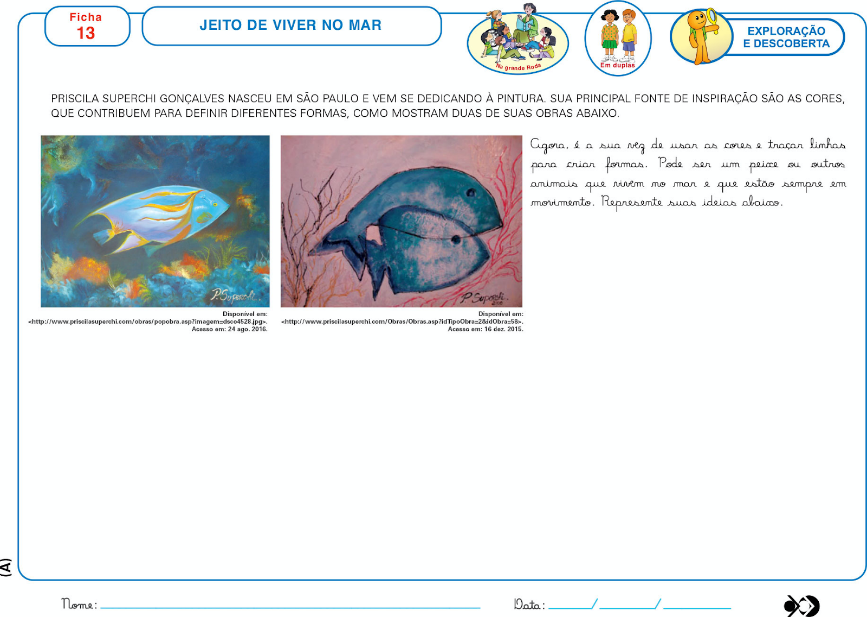 Ficha
13
JEITO DE VIVER NO MAR
Na grande Roda
Em duplas
EXPLORAÇÃO
E DESCOBERTA
PRISCILA SUPERCHI GONÇALVES NASCEU EM SÃO PAULO E VEM SE DEDICANDO À PINTURA. SUA PRINCIPAL FONTE DE INSPIRAÇÃO SÃO AS CORES,
QUE CONTRIBUEM PARA DEFINIR DIFERENTES FORMAS, COMO MOSTRAM DUAS DE SUAS OBRAS ABAIXO.
Agora, é a sua vez de usar as cores e traçar linhas
para criar formas. Pode ser um peixe ou outros
animais que vivem no mar e que estão sempre em
movimento. Represente suas ideias abaixo.
P. Superchi
P. Superchi
Disponível em:
<http://www.priscilasuperchi.com/obras/popobra.asp?imagem=dsco4528.jpg>.
Acesso em: 24 ago. 2016.
Disponível em:
<http://www.priscilasuperchi.com/Obras/Obras.asp?idTipoObra=2&idObra=58>.
Acesso em: 16 dez. 2015.
(A)
Nome:
Data: / /